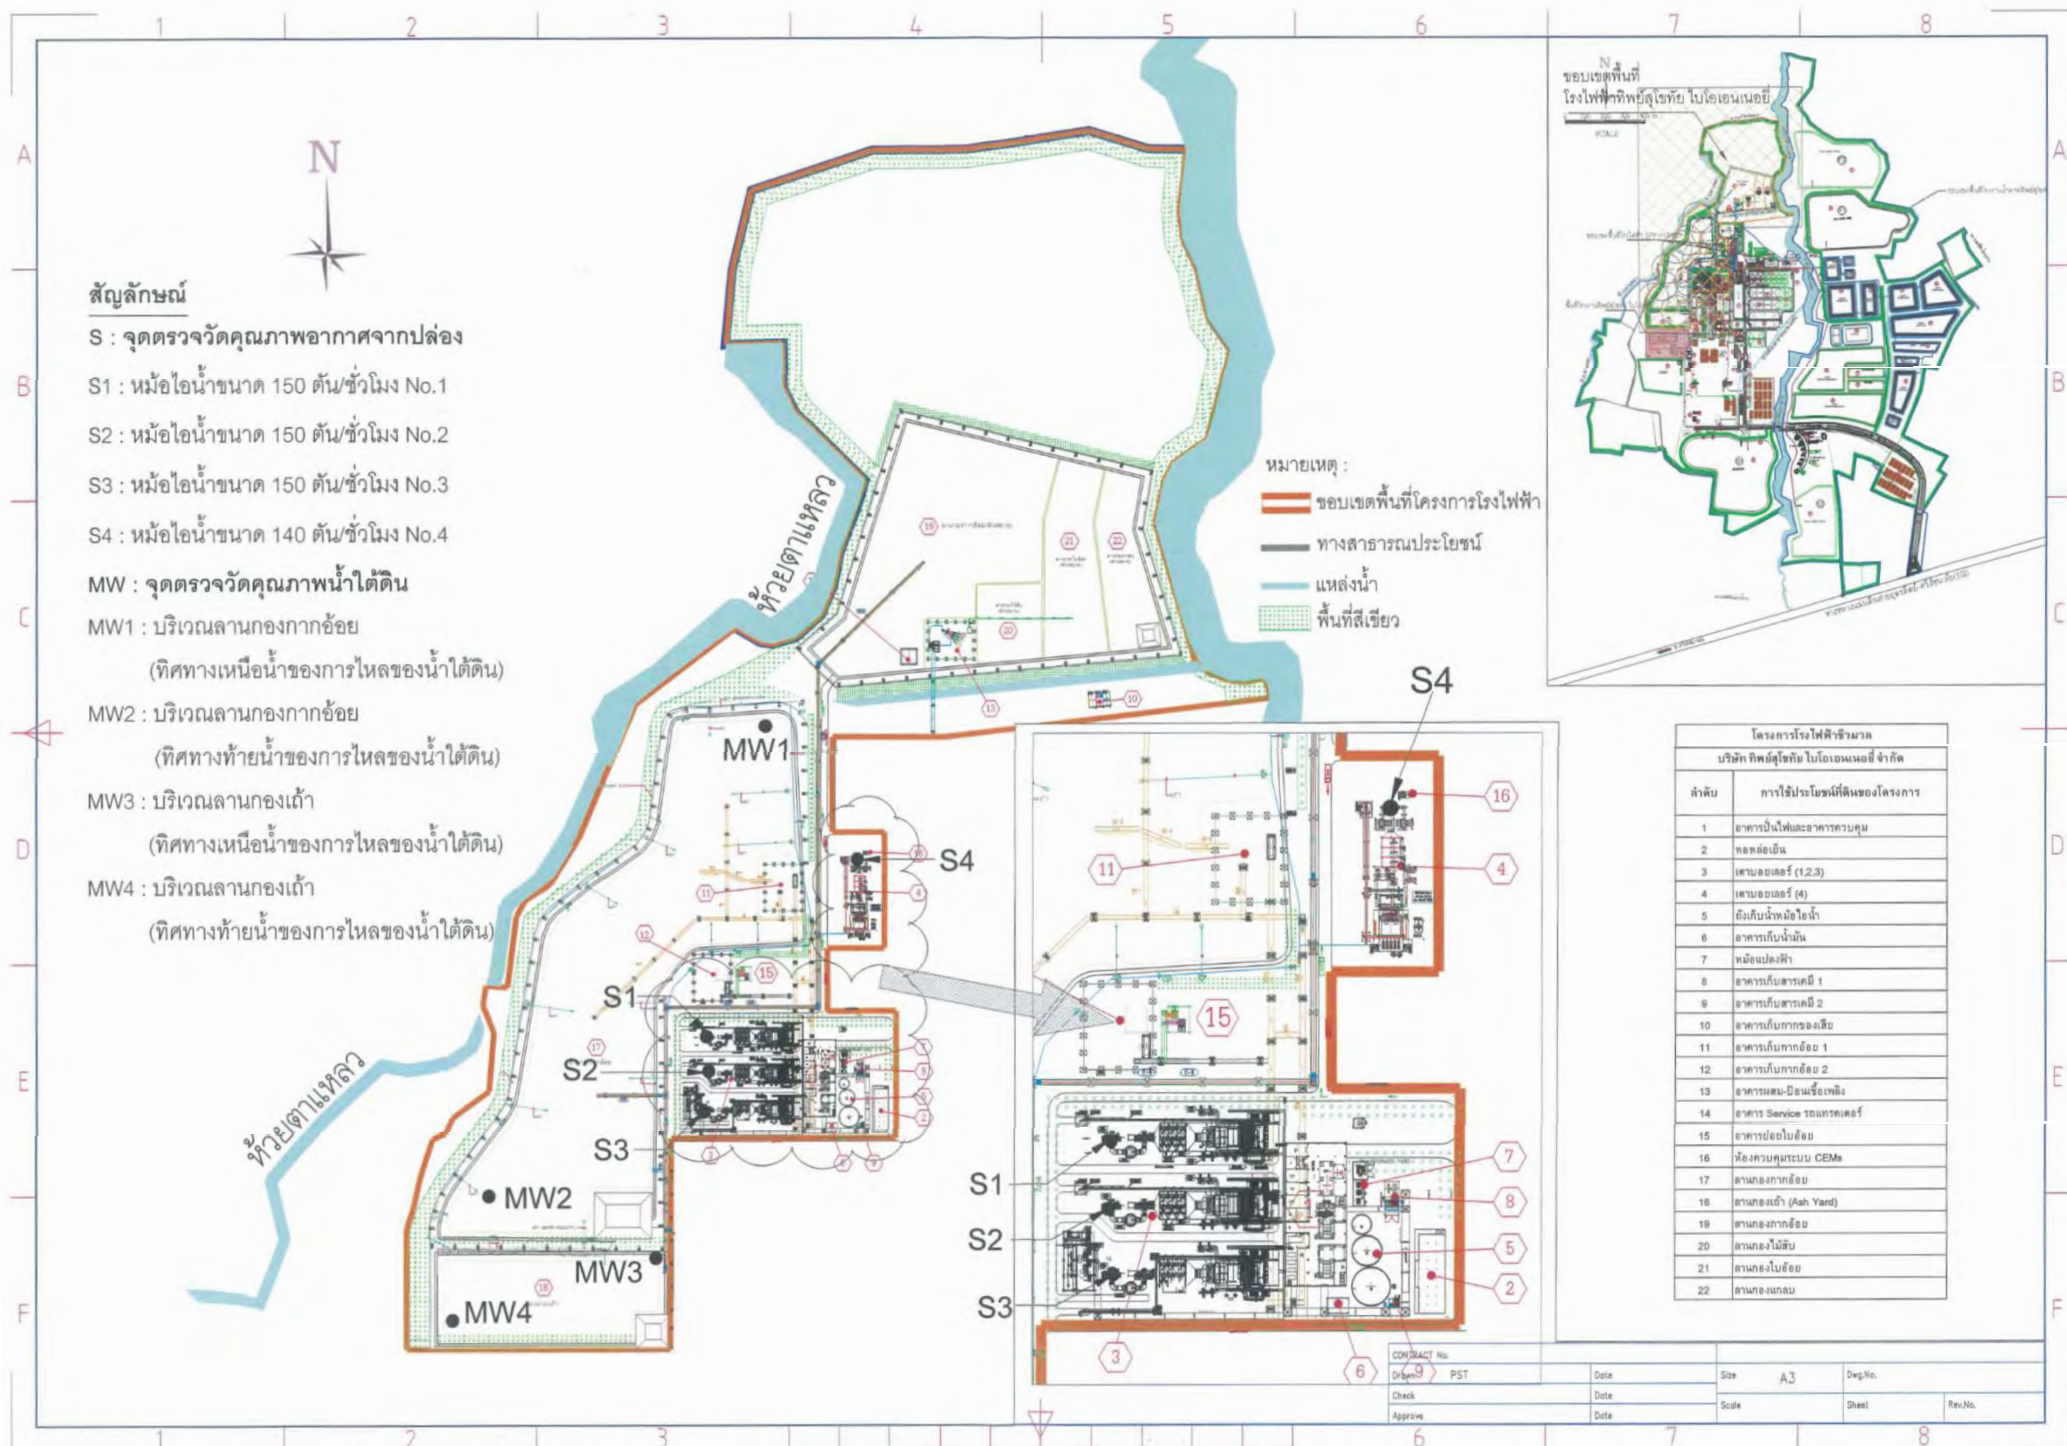 1 2 3 4 5 6 7 8
A
B
C
D
E
F
N
สัญลักษณ์
S : จุดตรวจวัดคุณภาพอากาศจากปล่อง
S1 : หม้อไอน้ำขนาด 150 ตัน/ชั่วโมง No.1
S2 : หม้อไอน้ำขนาด 150 ตัน/ชั่วโมง No.2
S3 : หม้อไอน้ำขนาด 150 ตัน/ชั่วโมง No.3
S4 : หม้อไอน้ำขนาด 140 ตัน/ชั่วโมง No.4
MW : จุดตรวจวัดคุณภาพน้ำใต้ดิน
MW1 : บริเวณลานกองกากอ้อย
(ทิศทางเหนือน้ำของการไหลของน้ำใต้ดิน)
MW2 : บริเวณลานกองกากอ้อย
(ทิศทางท้ายน้ำของการไหลของน้ำใต้ดิน)
MW3 : บริเวณลานกองเถ้า
(ทิศทางเหนือน้ำของการไหลของน้ำใต้ดิน)
MW4 : บริเวณลานกองเถ้า
(ทิศทางท้ายน้ำของการไหลของน้ำใต้ดิน)
ห้วยตาแหลว
ห้วยตาแหลว
19
21
22
20
13
10
MW1
S4
4
11
12
15
S1
17
S2
S3
8
3
9
MW2
MW3
18
MW4
หมายเหตุ :
ขอบเขตพื้นที่โครงการโรงไฟฟ้า
ทางสาธารณประโยชน์
แหล่งน้ำ
พื้นที่สีเขียว
S4
16
4
11
15
S1
S2
S3
7
8
5
2
3
6
9
N
ขอบเขตพื้นที่
โรงไฟฟ้าทิพย์สุโขทัย ไบโอเอนเนอยี่
SCALE
โครงการโรงไฟฟ้าชีวมวล
บริษัท ทิพย์สุโขทัย ไบโอเอนเนอยี่ จำกัด
ลำดับ การใช้ประโยชน์ที่ดินของโครงการ
1 อาคารปั่นไฟและอาคารควบคุม
2 หอหล่อเย็น
3 เตาบอยเลอร์ (1,2,3)
4 เตาบอยเลอร์ (4)
5 ถังเก็บน้ำหม้อไอน้ำ
6 อาคารเก็บน้ำมัน
7 หม้อแปลงฟ้า
8 อาคารเก็บสารเคมี 1
9 อาคารเก็บสารเคมี 2
10 อาคารเก็บกากของเสีย
11 อาคารเก็บกากอ้อย 1
12 อาคารเก็บกากอ้อย 2
13 อาคารผสม-ป้อนเชื้อเพลิง
14 อาคาร Service รถแทรคเตอร์
15 อาคารย่อยใบอ้อย
16 ห้องควบคุมระบบ CEMs
17 ลานกองกากอ้อย
18 ลานกองเถ้า (Ash Yard)
19 ลานกองกากอ้อย
20 ลานกองไม้สับ
21 ลานกองใบอ้อย
22 ลานกองแกลบ
CONTRACT No.
Drawn PST Date Size A3 Dwg.No.
Check Date
Approve Date Scale Sheet Rev.No.
A
B
C
D
E
F
1 2 3 6 7 8